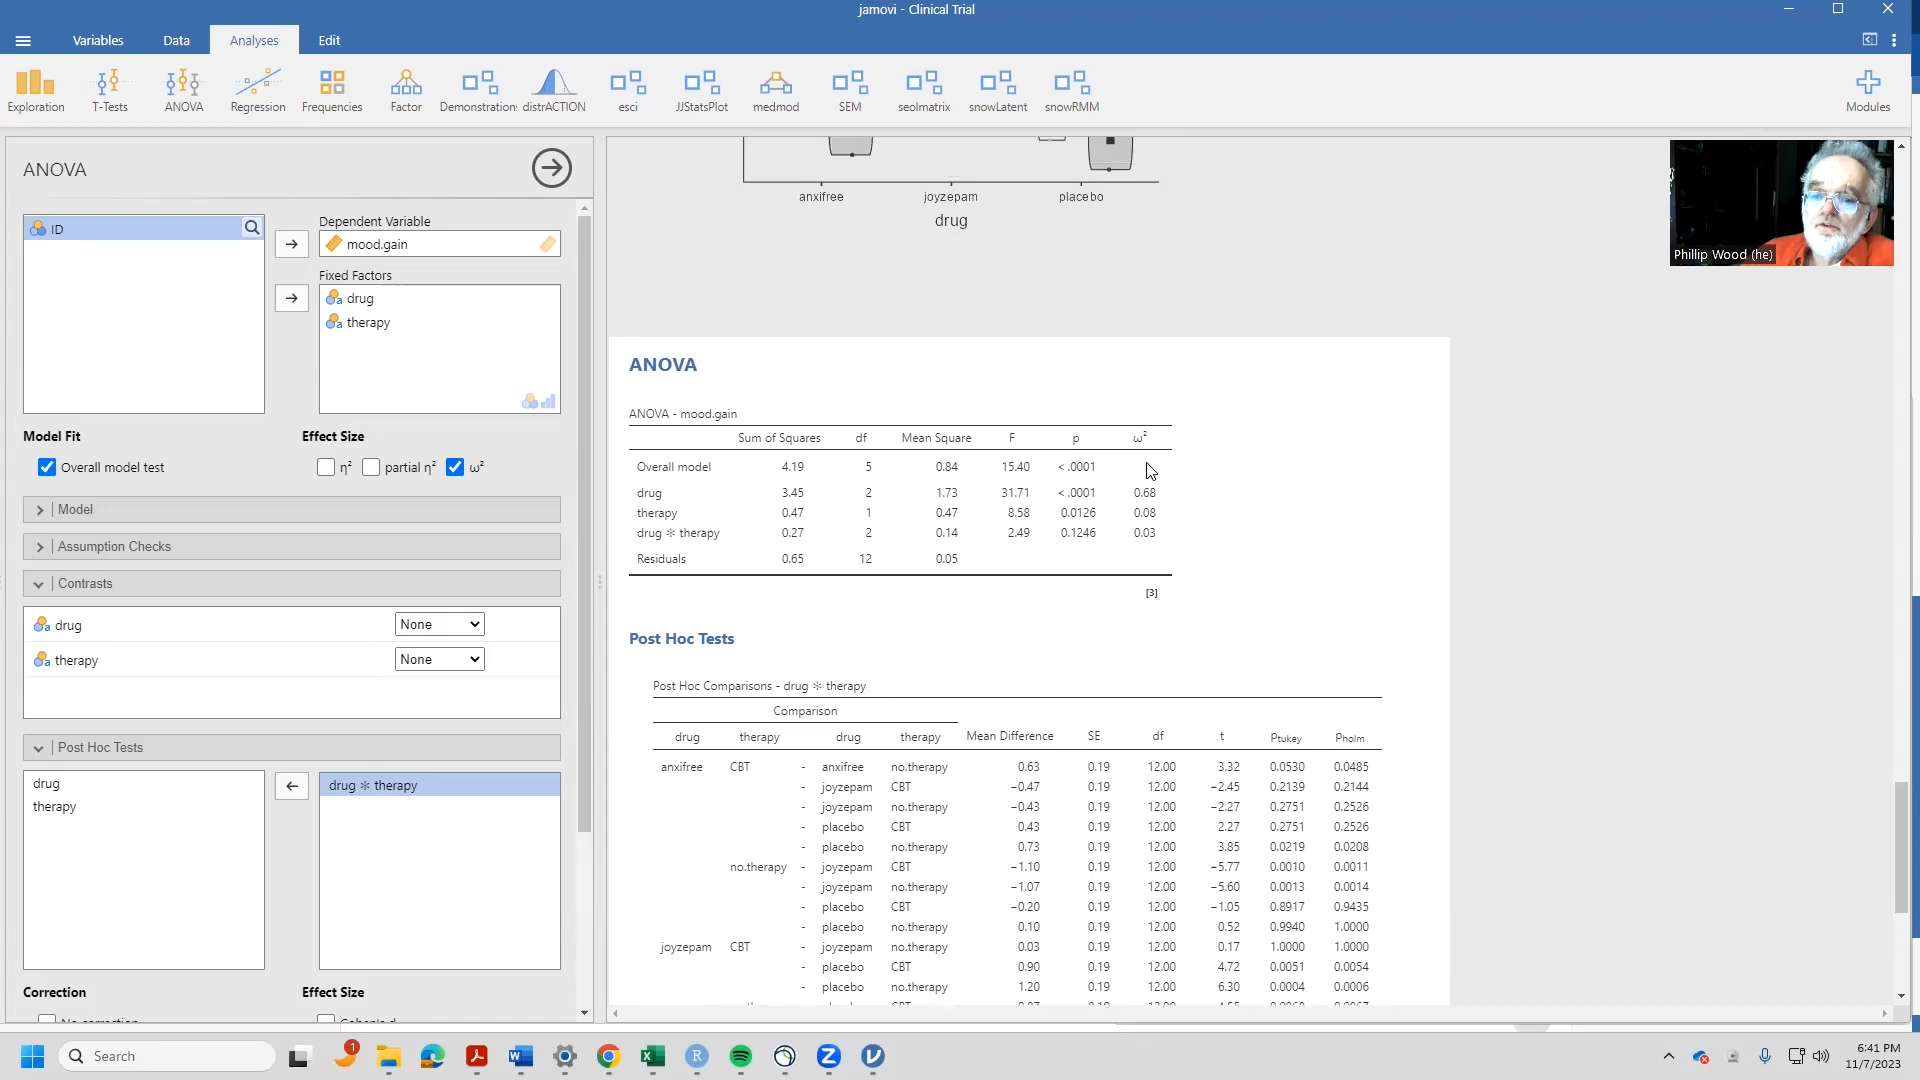 jamovi - Clinical Trial
Variables Data Analyses Edit
Exploration T-Tests ANOVA Regression Frequencies Factor Demonstrations distrACTION esci JJStatsPlot medmod SEM seolmatrix snowLatent snowRMM Modules
ANOVA
ID
Dependent Variable
mood.gain
Fixed Factors
drug
therapy
Model Fit Effect Size
Overall model test η² partial η² ω²
Model
Assumption Checks
Contrasts
drug None
therapy None
Post Hoc Tests
drug
therapy
drug ✻ therapy
Correction Effect Size
anxifree joyzepam placebo
drug
Phillip Wood (he)
ANOVA
ANOVA - mood.gain
Sum of Squares df Mean Square F p ω²
Overall model 4.19 5 0.84 15.40 < .0001
drug 3.45 2 1.73 31.71 < .0001 0.68
therapy 0.47 1 0.47 8.58 0.0126 0.08
drug ✻ therapy 0.27 2 0.14 2.49 0.1246 0.03
Residuals 0.65 12 0.05
[3]
Post Hoc Tests
Post Hoc Comparisons - drug ✻ therapy
Comparison
drug therapy drug therapy Mean Difference SE df t ptukey pholm
anxifree CBT - anxifree no.therapy 0.63 0.19 12.00 3.32 0.0530 0.0485
- joyzepam CBT −0.47 0.19 12.00 −2.45 0.2139 0.2144
- joyzepam no.therapy −0.43 0.19 12.00 −2.27 0.2751 0.2526
- placebo CBT 0.43 0.19 12.00 2.27 0.2751 0.2526
- placebo no.therapy 0.73 0.19 12.00 3.85 0.0219 0.0208
no.therapy - joyzepam CBT −1.10 0.19 12.00 −5.77 0.0010 0.0011
- joyzepam no.therapy −1.07 0.19 12.00 −5.60 0.0013 0.0014
- placebo CBT −0.20 0.19 12.00 −1.05 0.8917 0.9435
- placebo no.therapy 0.10 0.19 12.00 0.52 0.9940 1.0000
joyzepam CBT - joyzepam no.therapy 0.03 0.19 12.00 0.17 1.0000 1.0000
- placebo CBT 0.90 0.19 12.00 4.72 0.0051 0.0054
- placebo no.therapy 1.20 0.19 12.00 6.30 0.0004 0.0006
Search
1
6:41 PM
11/7/2023